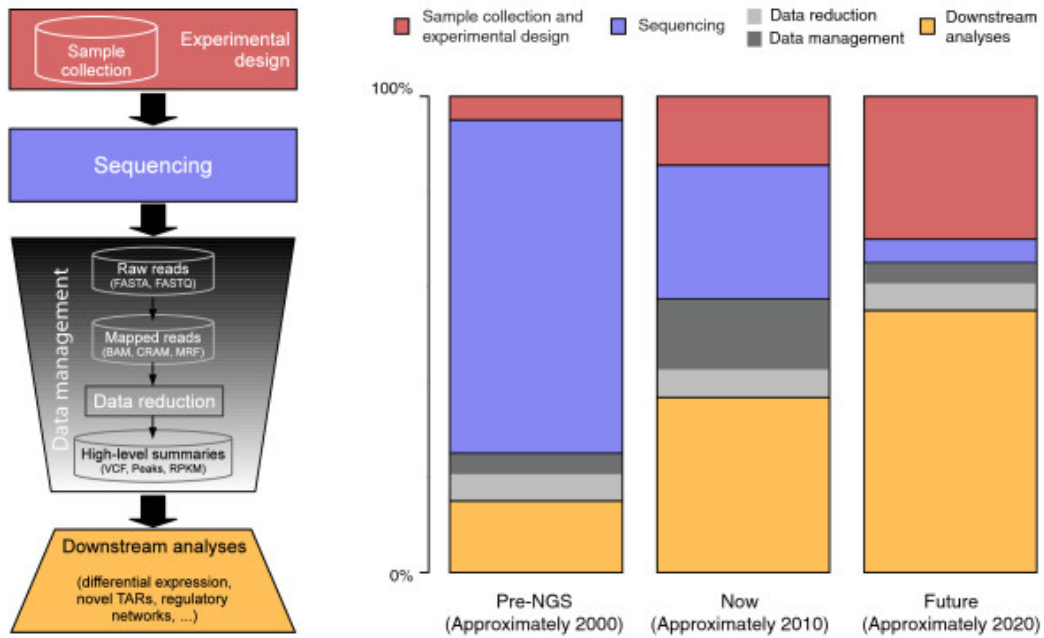 Sample
collection
Experimental
design
Sequencing
Data management
Raw reads
(FASTA, FASTQ)
Mapped reads
(BAM, CRAM, MRF)
Data reduction
High-level summaries
(VCF, Peaks, RPKM)
Downstream analyses
(differential expression,
novel TARs, regulatory
networks, ...)
Sample collection and
experimental design
Sequencing
Data reduction
Data management
Downstream
analyses
100%
0%
Pre-NGS
(Approximately 2000)
Now
(Approximately 2010)
Future
(Approximately 2020)